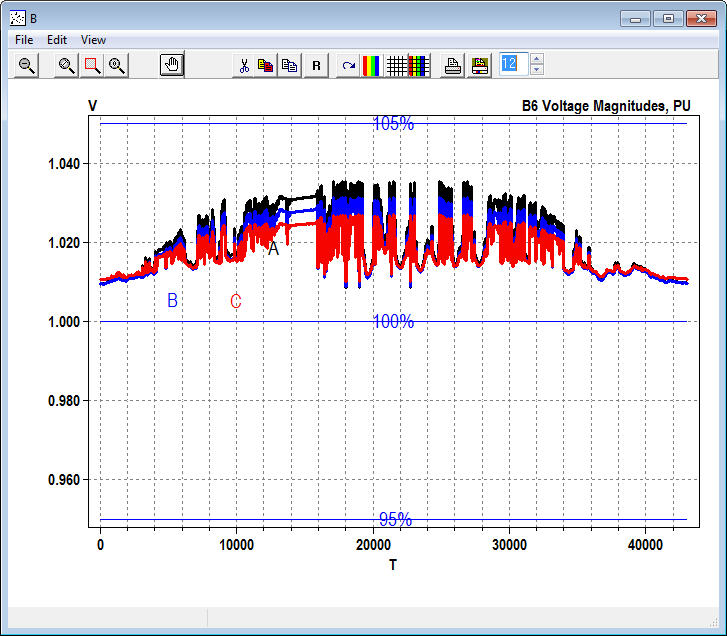 B
File Edit View
R 12
V B6 Voltage Magnitudes, PU
105%
1.040
1.020
A
B C
1.000 100%
0.980
0.960
95%
0 10000 20000 30000 40000
T